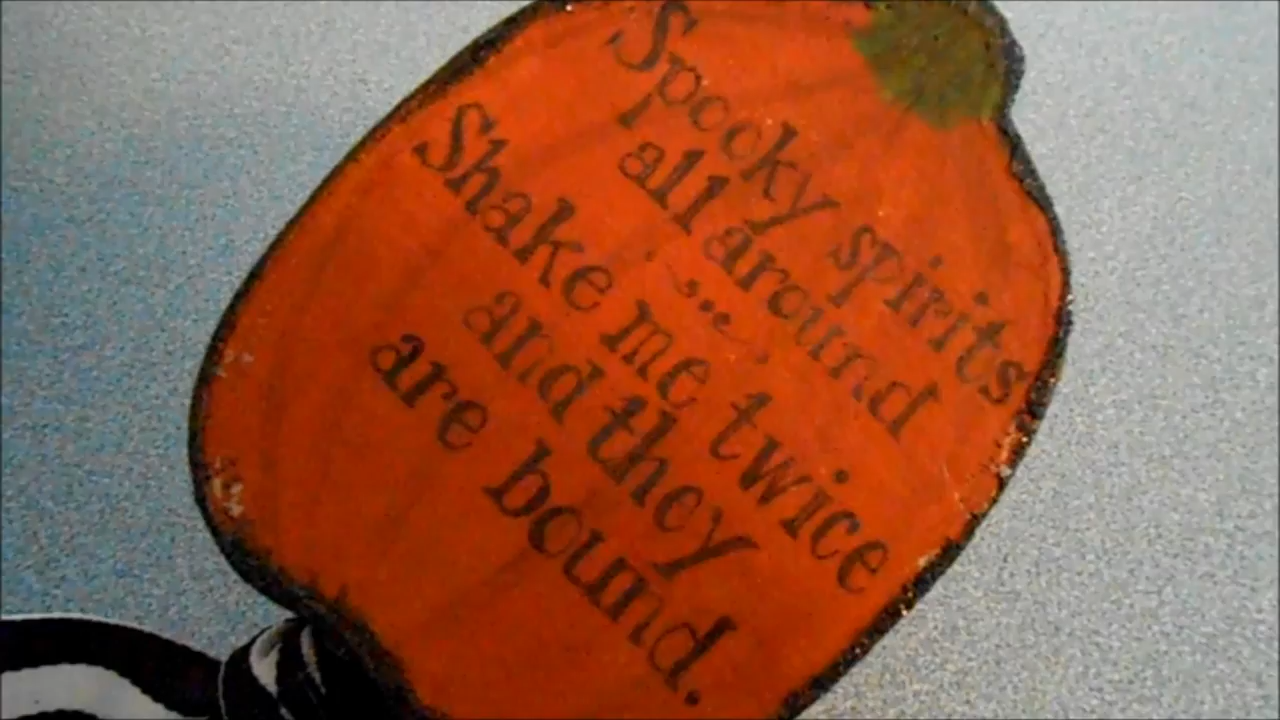 Spooky spirits
all around
...
Shake me twice
and they
are bound.